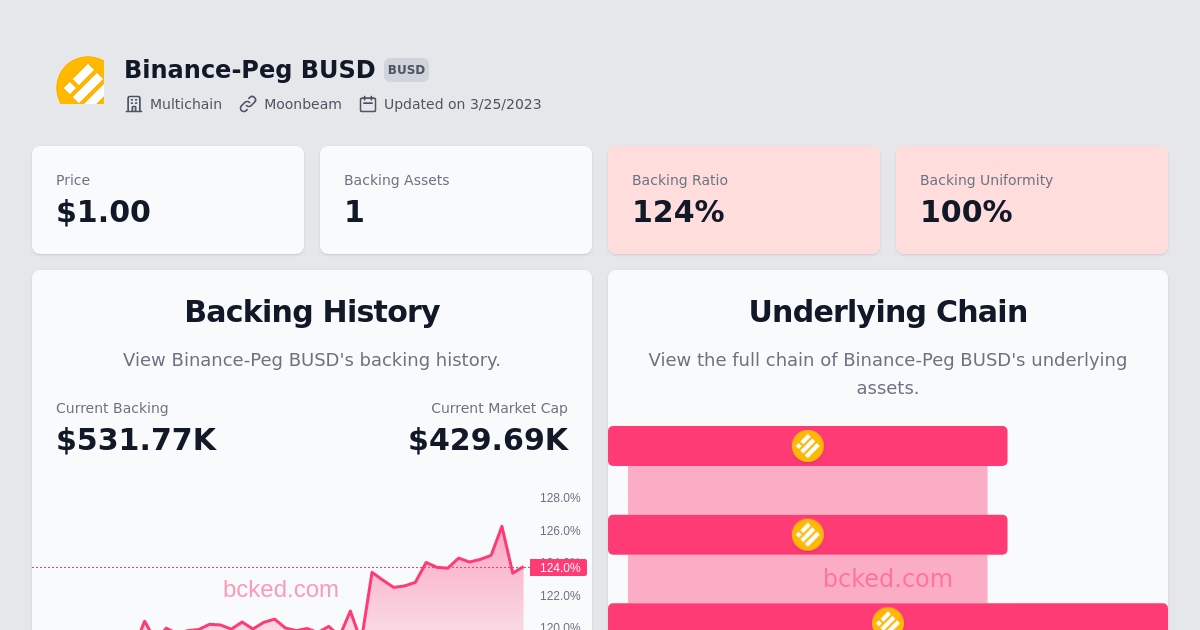 Binance-Peg BUSD BUSD
Multichain Moonbeam Updated on 3/25/2023
Price
$1.00
Backing Assets
1
Backing Ratio
124%
Backing Uniformity
100%
Backing History
View Binance-Peg BUSD's backing history.
Current Backing
$531.77K
Current Market Cap
$429.69K
128.0%
126.0%
124.0%
122.0%
120.0%
bcked.com
Underlying Chain
View the full chain of Binance-Peg BUSD's underlying
assets.
bcked.com